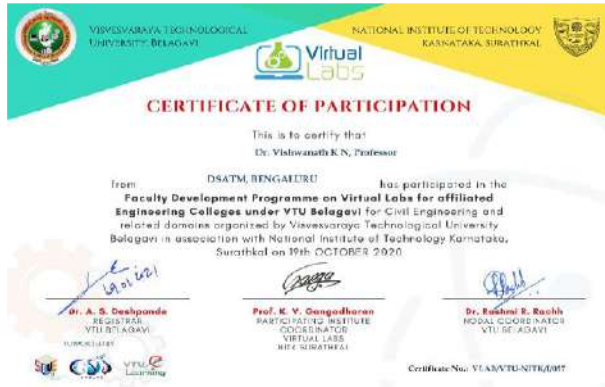 VISVESVARAYA TECHNOLOGICAL
UNIVERSITY, BELAGAVI
NATIONAL INSTITUTE OF TECHNOLOGY
KARNATAKA, SURATHKAL
Virtual
Labs
CERTIFICATE OF PARTICIPATION
This is to certify that
Dr. Vishwanath K N, Professor
from DSATM, BENGALURU has participated in the
Faculty Development Programme on Virtual Labs for affiliated
Engineering Colleges under VTU Belagavi for Civil Engineering and
related domains organized by Visvesvaraya Technological University
Belagavi in association with National Institute of Technology Karnataka,
Surathkal on 19th OCTOBER 2020
Dr. A. S. Deshpande
REGISTRAR
VTU BELAGAVI
Prof. K. V. Gangadharan
PARTICIPATING INSTITUTE
COORDINATOR
VIRTUAL LABS
NITK SURATHKAL
Dr. Rashmi R. Rachh
NODAL COORDINATOR
VTU BELAGAVI
VTU
Learning
Certificate No.: VLAB/VTU-NITK/I/057